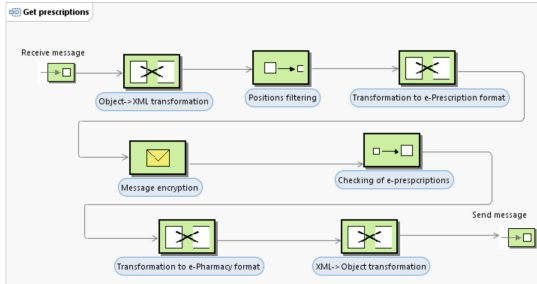 Get prescriptions
Receive message
Object->XML transformation
Positions filtering
Transformation to e-Prescription format
Message encryption
Checking of e-prespcriptions
Send message
Transformation to e-Pharmacy format
XML->Object transformation